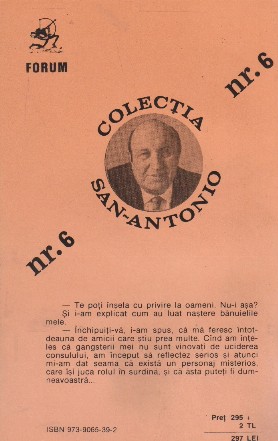 FORUM
nr. 6
COLECȚIA
SAN-ANTONIO
nr. 6
— Te poți înșela cu privire la oameni. Nu-i așa?
Și i-am explicat cum au luat naștere bănuielile
mele.
— Închipuiți-vă, i-am spus, că mă feresc întot-
deauna de amicii care știu prea multe. Cînd am înțe-
les că gangsterii mei nu sînt vinovați de uciderea
consulului, am început să reflectez serios și atunci
mi-am dat seama că există un personaj misterios,
care își juca rolul în surdină, și că ăsta puteți fi dum-
neavoastră...
ISBN 973-9065-39-2
Preț 295 +
2 TL
297 LEI